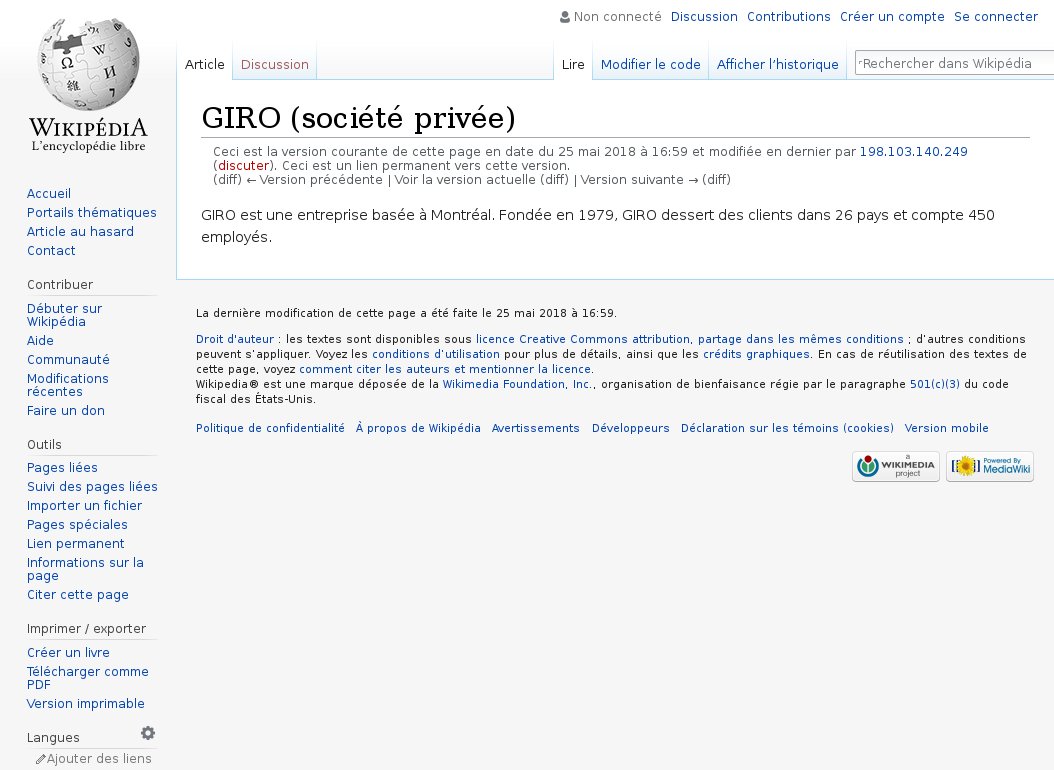 Non connecté Discussion Contributions Créer un compte Se connecter
Article Discussion Lire Modifier le code Afficher l’historique Rechercher dans Wikipédia
WIKIPÉDIA
L'encyclopédie libre
Accueil
Portails thématiques
Article au hasard
Contact
Contribuer
Débuter sur
Wikipédia
Aide
Communauté
Modifications
récentes
Faire un don
Outils
Pages liées
Suivi des pages liées
Importer un fichier
Pages spéciales
Lien permanent
Informations sur la
page
Citer cette page
Imprimer / exporter
Créer un livre
Télécharger comme
PDF
Version imprimable
Langues
Ajouter des liens
GIRO (société privée)
Ceci est la version courante de cette page en date du 25 mai 2018 à 16:59 et modifiée en dernier par 198.103.140.249
(discuter). Ceci est un lien permanent vers cette version.
(diff) ← Version précédente | Voir la version actuelle (diff) | Version suivante → (diff)
GIRO est une entreprise basée à Montréal. Fondée en 1979, GIRO dessert des clients dans 26 pays et compte 450
employés.
La dernière modification de cette page a été faite le 25 mai 2018 à 16:59.
Droit d'auteur : les textes sont disponibles sous licence Creative Commons attribution, partage dans les mêmes conditions ; d’autres conditions
peuvent s’appliquer. Voyez les conditions d’utilisation pour plus de détails, ainsi que les crédits graphiques. En cas de réutilisation des textes de
cette page, voyez comment citer les auteurs et mentionner la licence.
Wikipedia® est une marque déposée de la Wikimedia Foundation, Inc., organisation de bienfaisance régie par le paragraphe 501(c)(3) du code
fiscal des États-Unis.
Politique de confidentialité À propos de Wikipédia Avertissements Développeurs Déclaration sur les témoins (cookies) Version mobile
a WIKIMEDIA project Powered By MediaWiki